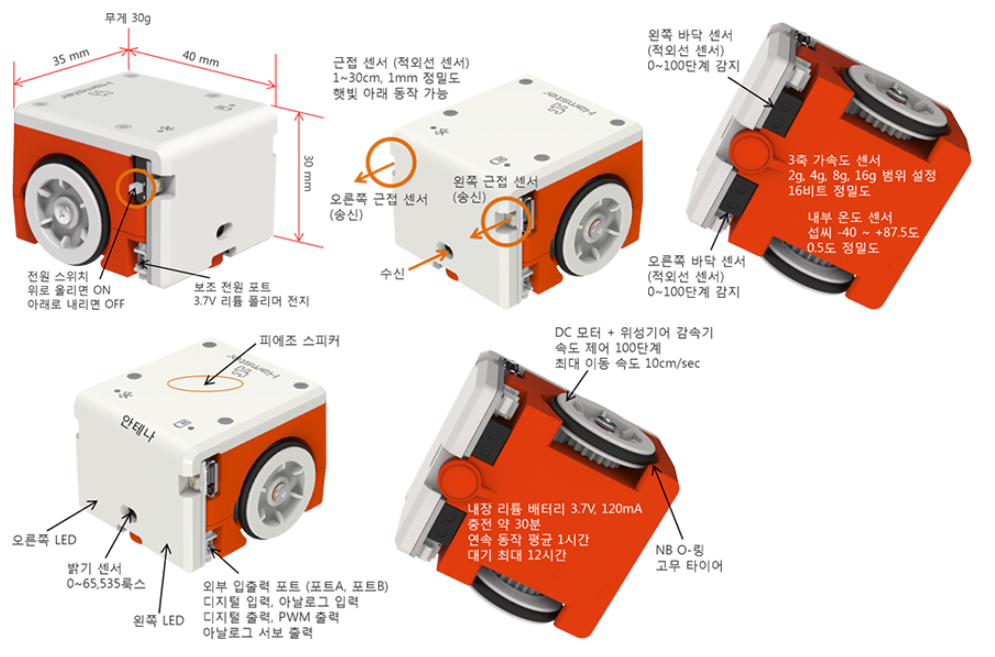 무게 30g
35 mm
40 mm
30 mm
Hamster
전원 스위치
위로 올리면 ON
아래로 내리면 OFF
보조 전원 포트
3.7V 리튬 폴리머 전지
근접 센서 (적외선 센서)
1~30cm, 1mm 정밀도
햇빛 아래 동작 가능
Hamster
오른쪽 근접 센서
(송신)
왼쪽 근접 센서
(송신)
수신
왼쪽 바닥 센서
(적외선 센서)
0~100단계 감지
3축 가속도 센서
2g, 4g, 8g, 16g 범위 설정
16비트 정밀도
내부 온도 센서
섭씨 -40 ~ +87.5도
0.5도 정밀도
오른쪽 바닥 센서
(적외선 센서)
0~100단계 감지
피에조 스피커
Hamster
안테나
오른쪽 LED
밝기 센서
0~65,535룩스
왼쪽 LED
외부 입출력 포트 (포트A, 포트B)
디지털 입력, 아날로그 입력
디지털 출력, PWM 출력
아날로그 서보 출력
DC 모터 + 위성기어 감속기
속도 제어 100단계
최대 이동 속도 10cm/sec
내장 리튬 배터리 3.7V, 120mA
충전 약 30분
연속 동작 평균 1시간
대기 최대 12시간
NB O-링
고무 타이어